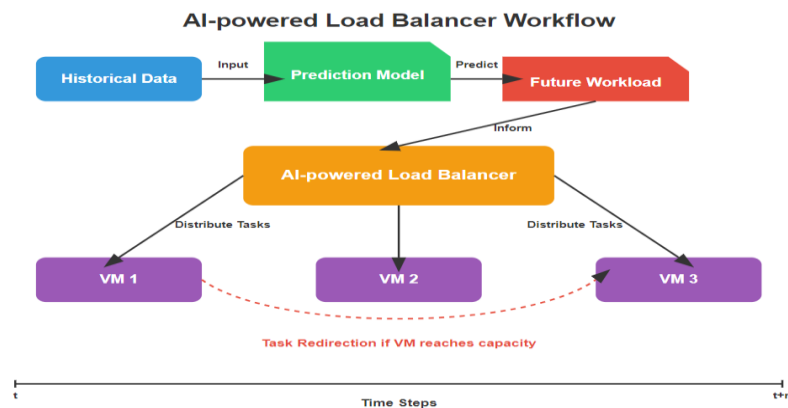 AI-powered Load Balancer Workflow
Historical Data
Input
Prediction Model
Predict
Future Workload
Inform
AI-powered Load Balancer
Distribute Tasks
Distribute Tasks
VM 1
VM 2
VM 3
Task Redirection if VM reaches capacity
t
Time Steps